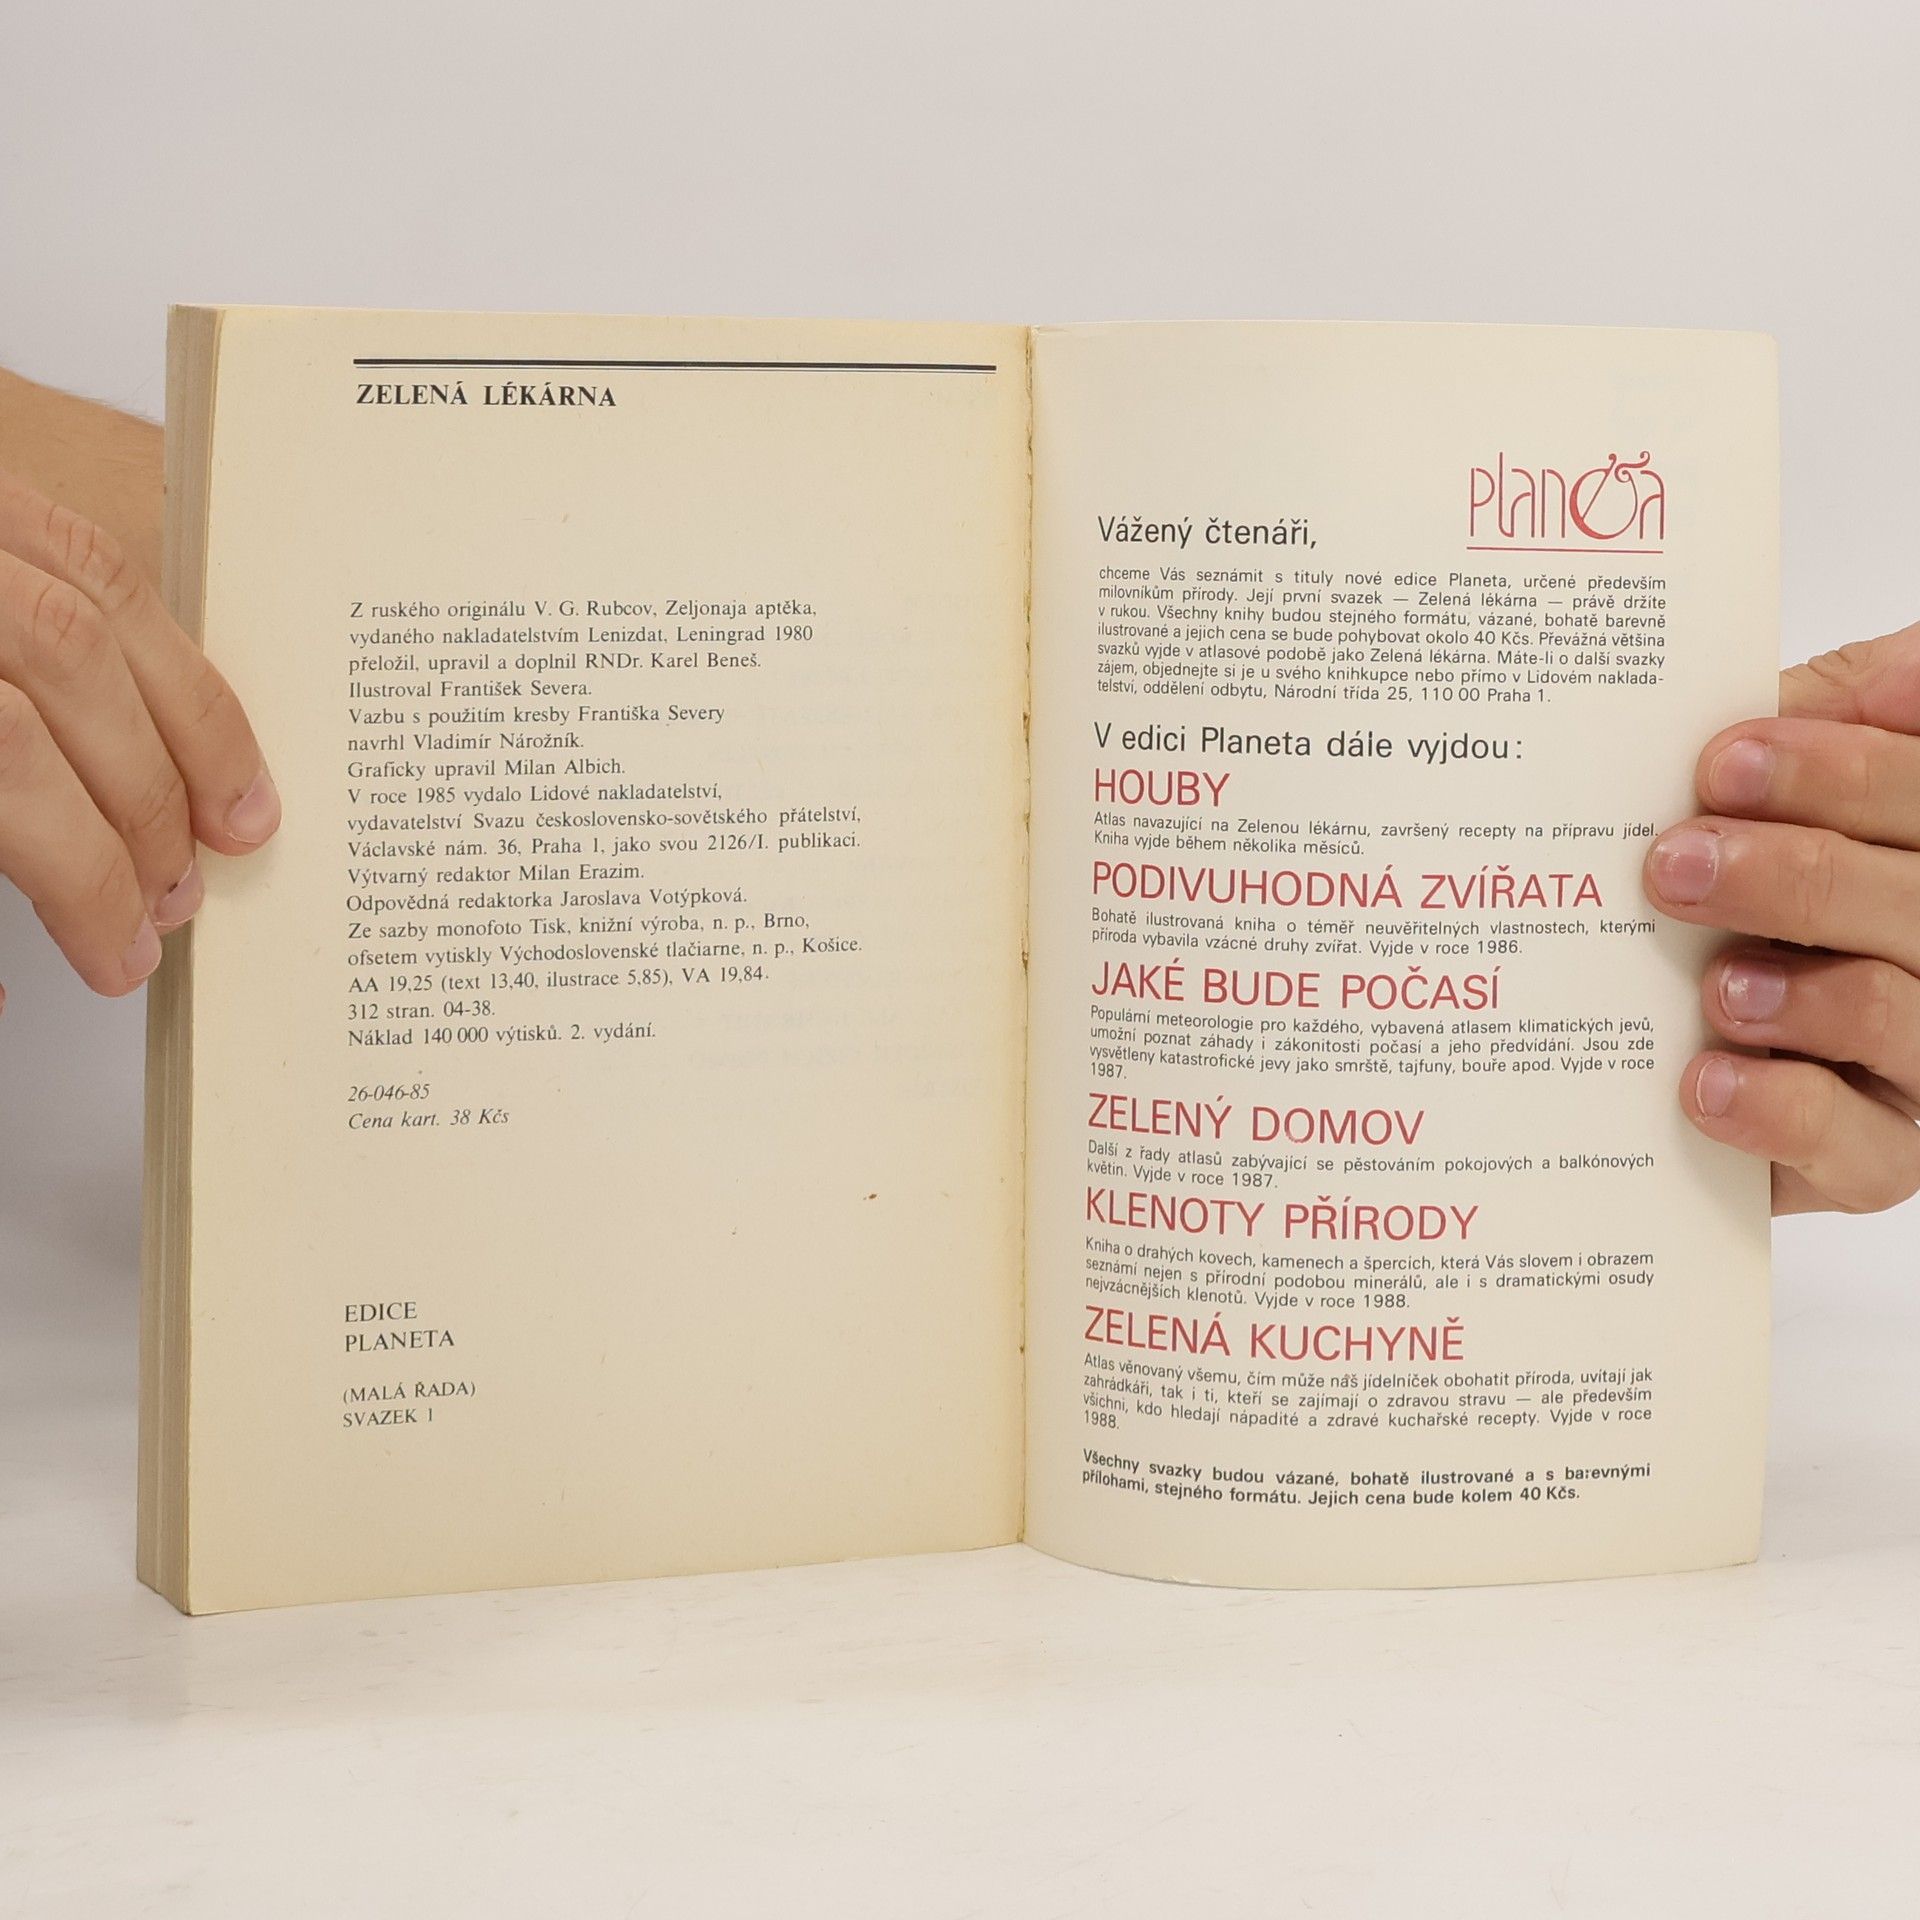 ZELENÁ LÉKÁRNA
Z ruského originálu V. G. Rubcov, Zeljonaja aptěka,
vydaného nakladatelstvím Lenizdat, Leningrad 1980
přeložil, upravil a doplnil RNDr. Karel Beneš.
Ilustroval František Severa.
Vazbu s použitím kresby Františka Severy
navrhl Vladimír Nárožník.
Graficky upravil Milan Albich.
V roce 1985 vydalo Lidové nakladatelství,
vydavatelství Svazu československo-sovětského přátelství,
Václavské nám. 36, Praha 1, jako svou 2126/I. publikaci.
Výtvarný redaktor Milan Erazim.
Odpovědná redaktorka Jaroslava Votýpková.
Ze sazby monofoto Tisk, knižní výroba, n. p., Brno,
ofsetem vytiskly Východoslovenské tlačiarne, n. p., Košice.
AA 19,25 (text 13,40, ilustrace 5,85), VA 19,84.
312 stran. 04-38.
Náklad 140 000 výtisků. 2. vydání.
26-046-85
Cena kart. 38 Kčs
EDICE
PLANETA
(MALÁ ŘADA)
SVAZEK 1
planeta
Vážený čtenáři,
chceme Vás seznámit s tituly nové edice Planeta, určené především
milovníkům přírody. Její první svazek — Zelená lékárna — právě držíte
v rukou. Všechny knihy budou stejného formátu, vázané, bohatě barevně
ilustrované a jejich cena se bude pohybovat okolo 40 Kčs. Převážná většina
svazků vyjde v atlasové podobě jako Zelená lékárna. Máte-li o další svazky
zájem, objednejte si je u svého knihkupce nebo přímo v Lidovém naklada-
telství, oddělení odbytu, Národní třída 25, 110 00 Praha 1.
V edici Planeta dále vyjdou:
HOUBY
Atlas navazující na Zelenou lékárnu, završený recepty na přípravu jídel.
Kniha vyjde během několika měsíců.
PODIVUHODNÁ ZVÍŘATA
Bohatě ilustrovaná kniha o téměř neuvěřitelných vlastnostech, kterými
příroda vybavila vzácné druhy zvířat. Vyjde v roce 1986.
JAKÉ BUDE POČASÍ
Populární meteorologie pro každého, vybavená atlasem klimatických jevů,
umožní poznat záhady i zákonitosti počasí a jeho předvídání. Jsou zde
vysvětleny katastrofické jevy jako smrště, tajfuny, bouře apod. Vyjde v roce
1987.
ZELENÝ DOMOV
Další z řady atlasů zabývající se pěstováním pokojových a balkónových
květin. Vyjde v roce 1987.
KLENOTY PŘÍRODY
Kniha o drahých kovech, kamenech a špercích, která Vás slovem i obrazem
seznámí nejen s přírodní podobou minerálů, ale i s dramatickými osudy
nejvzácnějších klenotů. Vyjde v roce 1988.
ZELENÁ KUCHYNĚ
Atlas věnovaný všemu, čím může náš jídelníček obohatit příroda, uvítají jak
zahrádkáři, tak i ti, kteří se zajímají o zdravou stravu — ale především
všichni, kdo hledají nápadité a zdravé kuchařské recepty. Vyjde v roce
1988.
Všechny svazky budou vázané, bohatě ilustrované a s barevnými
přílohami, stejného formátu. Jejich cena bude kolem 40 Kčs.